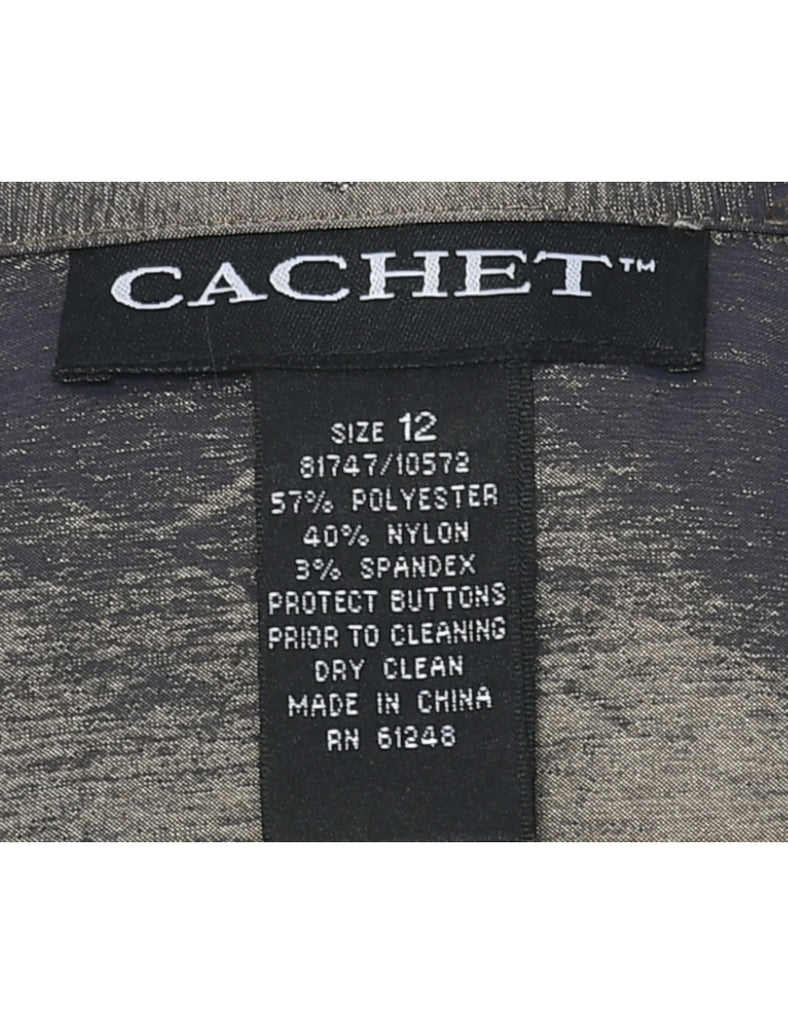 CACHET™
SIZE 12
81747/10572
57% POLYESTER
40% NYLON
3% SPANDEX
PROTECT BUTTONS
PRIOR TO CLEANING
DRY CLEAN
MADE IN CHINA
RN 61248